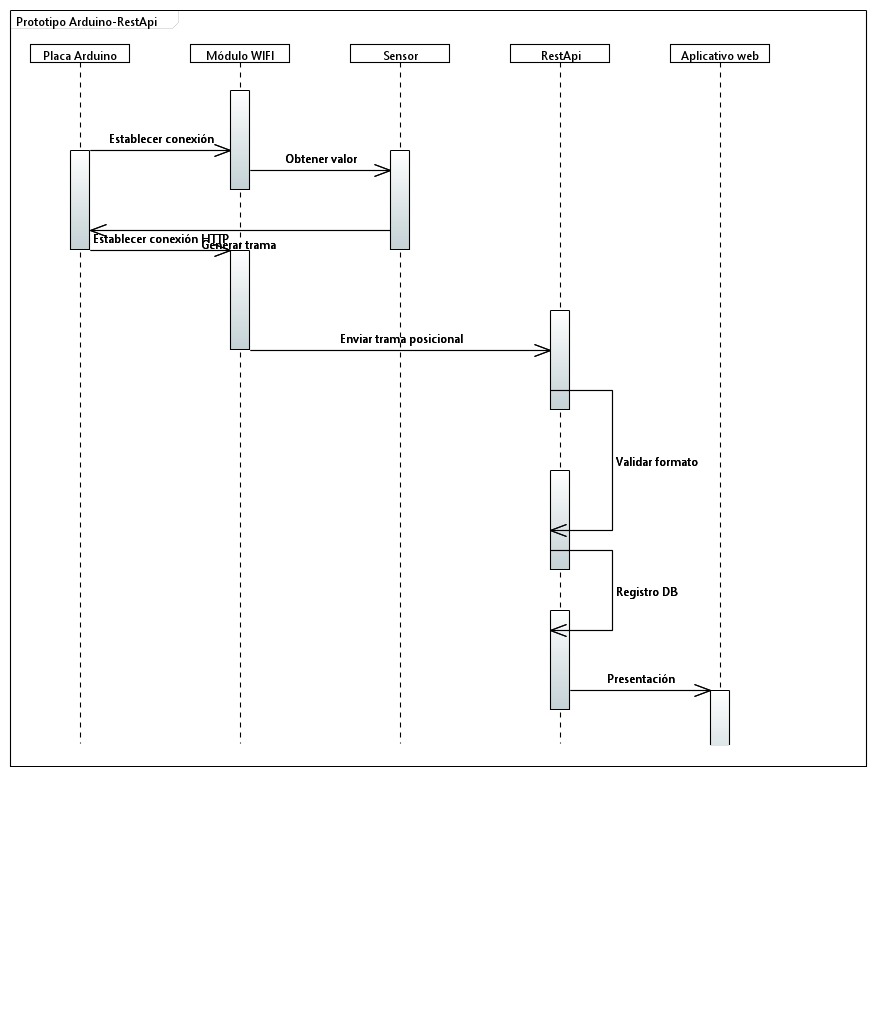 Prototipo Arduino-RestApi
Placa Arduino
Módulo WIFI
Sensor
RestApi
Aplicativo web
Establecer conexión
Obtener valor
Establecer conexión HTTP
Generar trama
Enviar trama posicional
Validar formato
Registro DB
Presentación